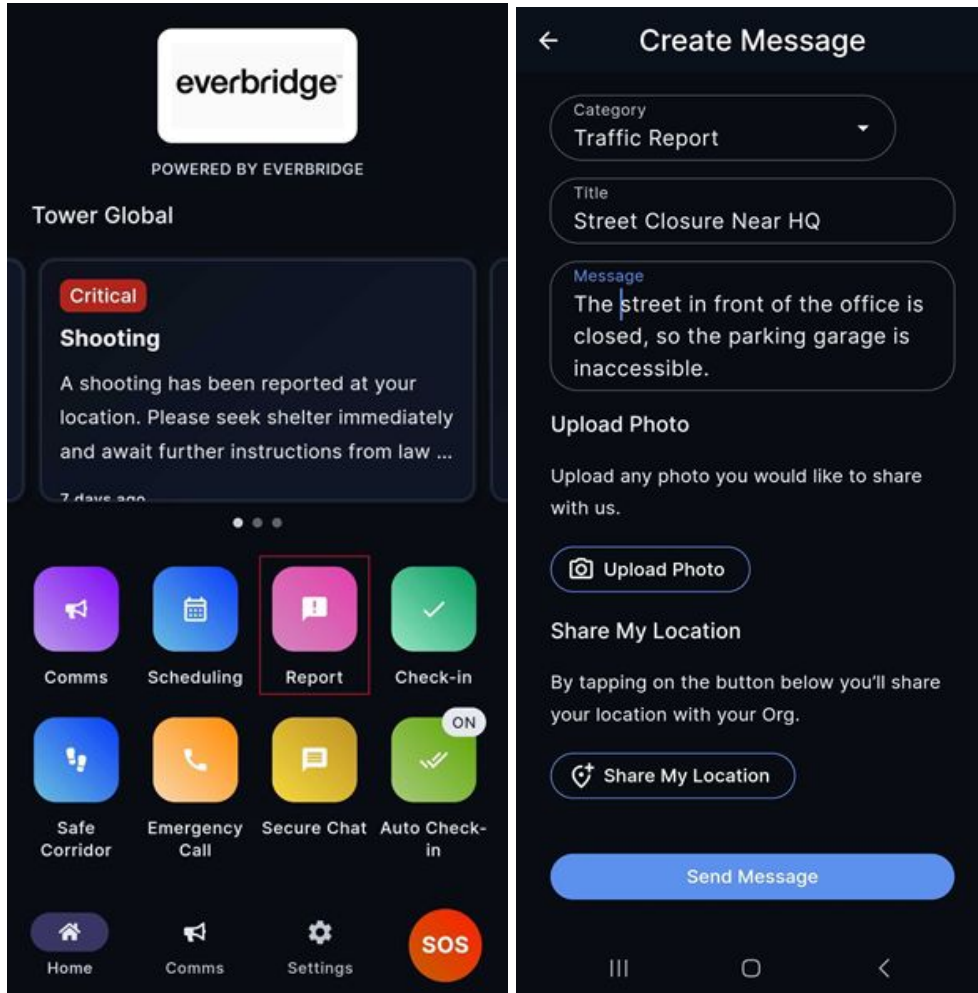 everbridge
POWERED BY EVERBRIDGE
Tower Global
Critical
Shooting
A shooting has been reported at your
location. Please seek shelter immediately
and await further instructions from law ...
7 days ago
Comms
Scheduling
Report
Check-in
ON
Safe
Corridor
Emergency
Call
Secure Chat
Auto Check-
in
Home
Comms
Settings
SOS
Create Message
Category
Traffic Report
Title
Street Closure Near HQ
Message
The street in front of the office is
closed, so the parking garage is
inaccessible.
Upload Photo
Upload any photo you would like to share
with us.
Upload Photo
Share My Location
By tapping on the button below you'll share
your location with your Org.
Share My Location
Send Message